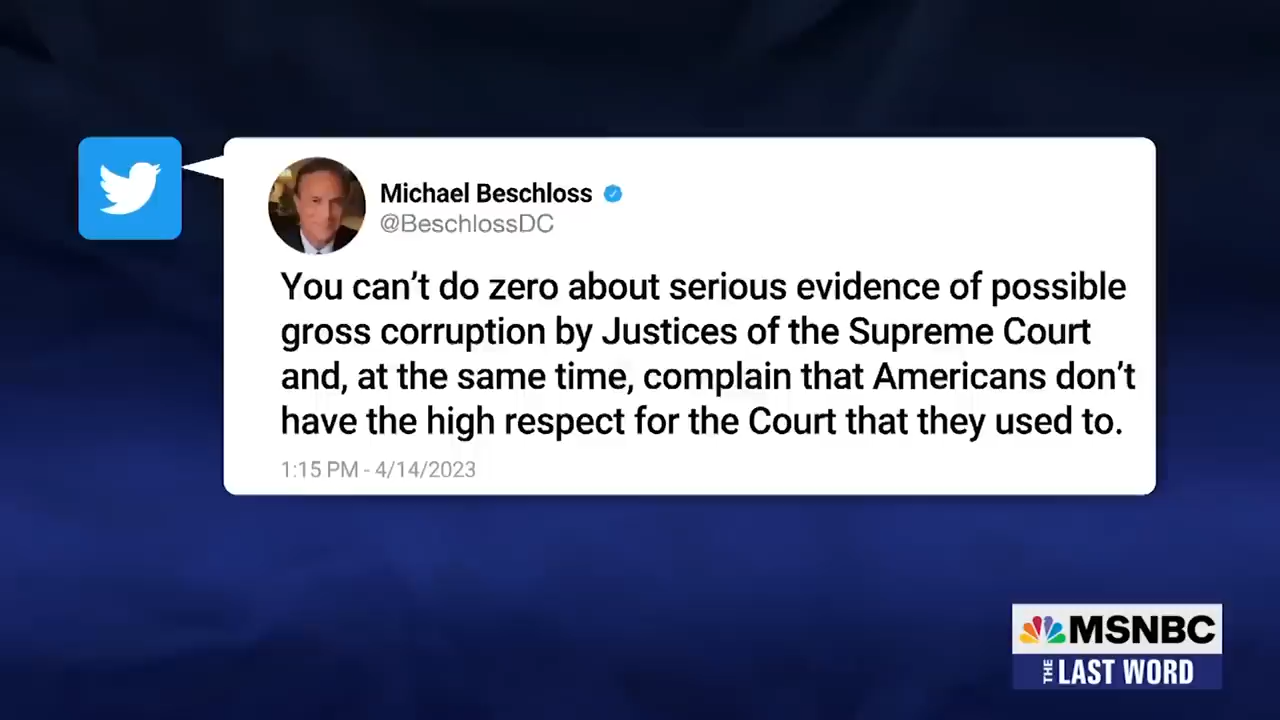 Michael Beschloss
@BeschlossDC
You can't do zero about serious evidence of possible
gross corruption by Justices of the Supreme Court
and, at the same time, complain that Americans don't
have the high respect for the Court that they used to.
1:15 PM - 4/14/2023
MSNBC
THE LAST WORD